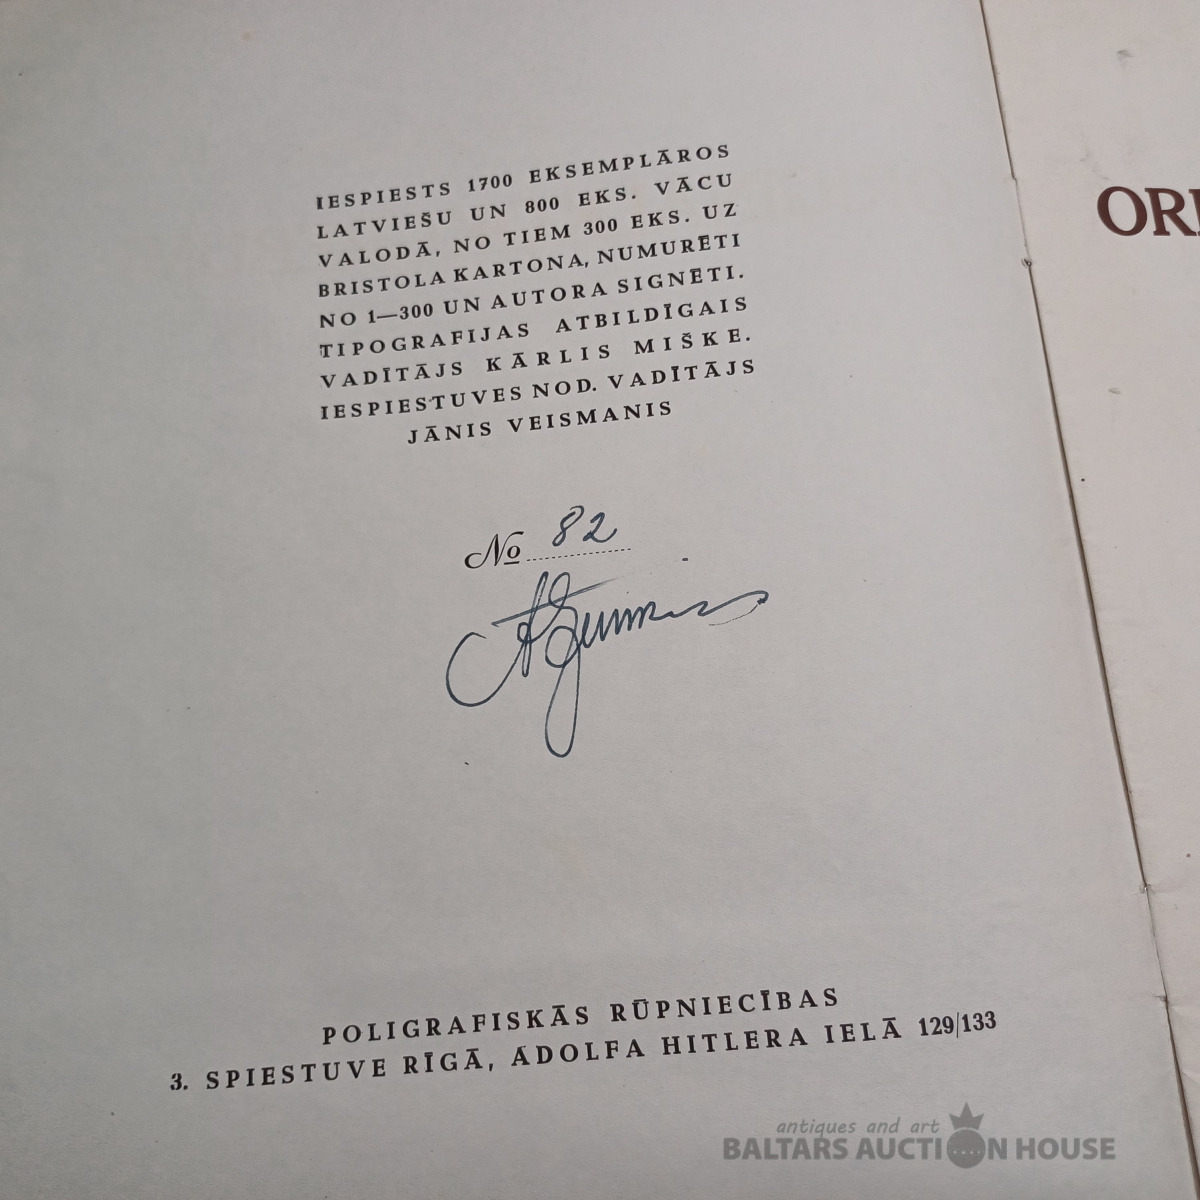 IESPIESTS 1700 EKSEMPLĀROS
LATVIEŠU UN 800 EKS. VĀCU
VALODĀ, NO TIEM 300 EKS. UZ
BRISTOLA KARTONA, NUMURĒTI
NO 1—300 UN AUTORA SIGNĒTI.
TIPOGRAFIJAS ATBILDĪGAIS
VADĪTĀJS KĀRLIS MIŠKE.
IESPIESTUVES NOD. VADĪTĀJS
JĀNIS VEISMANIS
No 82
POLIGRAFISKĀS RŪPNIECĪBAS
3. SPIESTUVE RĪGĀ, ADOLFA HITLERA IELĀ 129/133
antiques and art
BALTARS AUCTION HOUSE